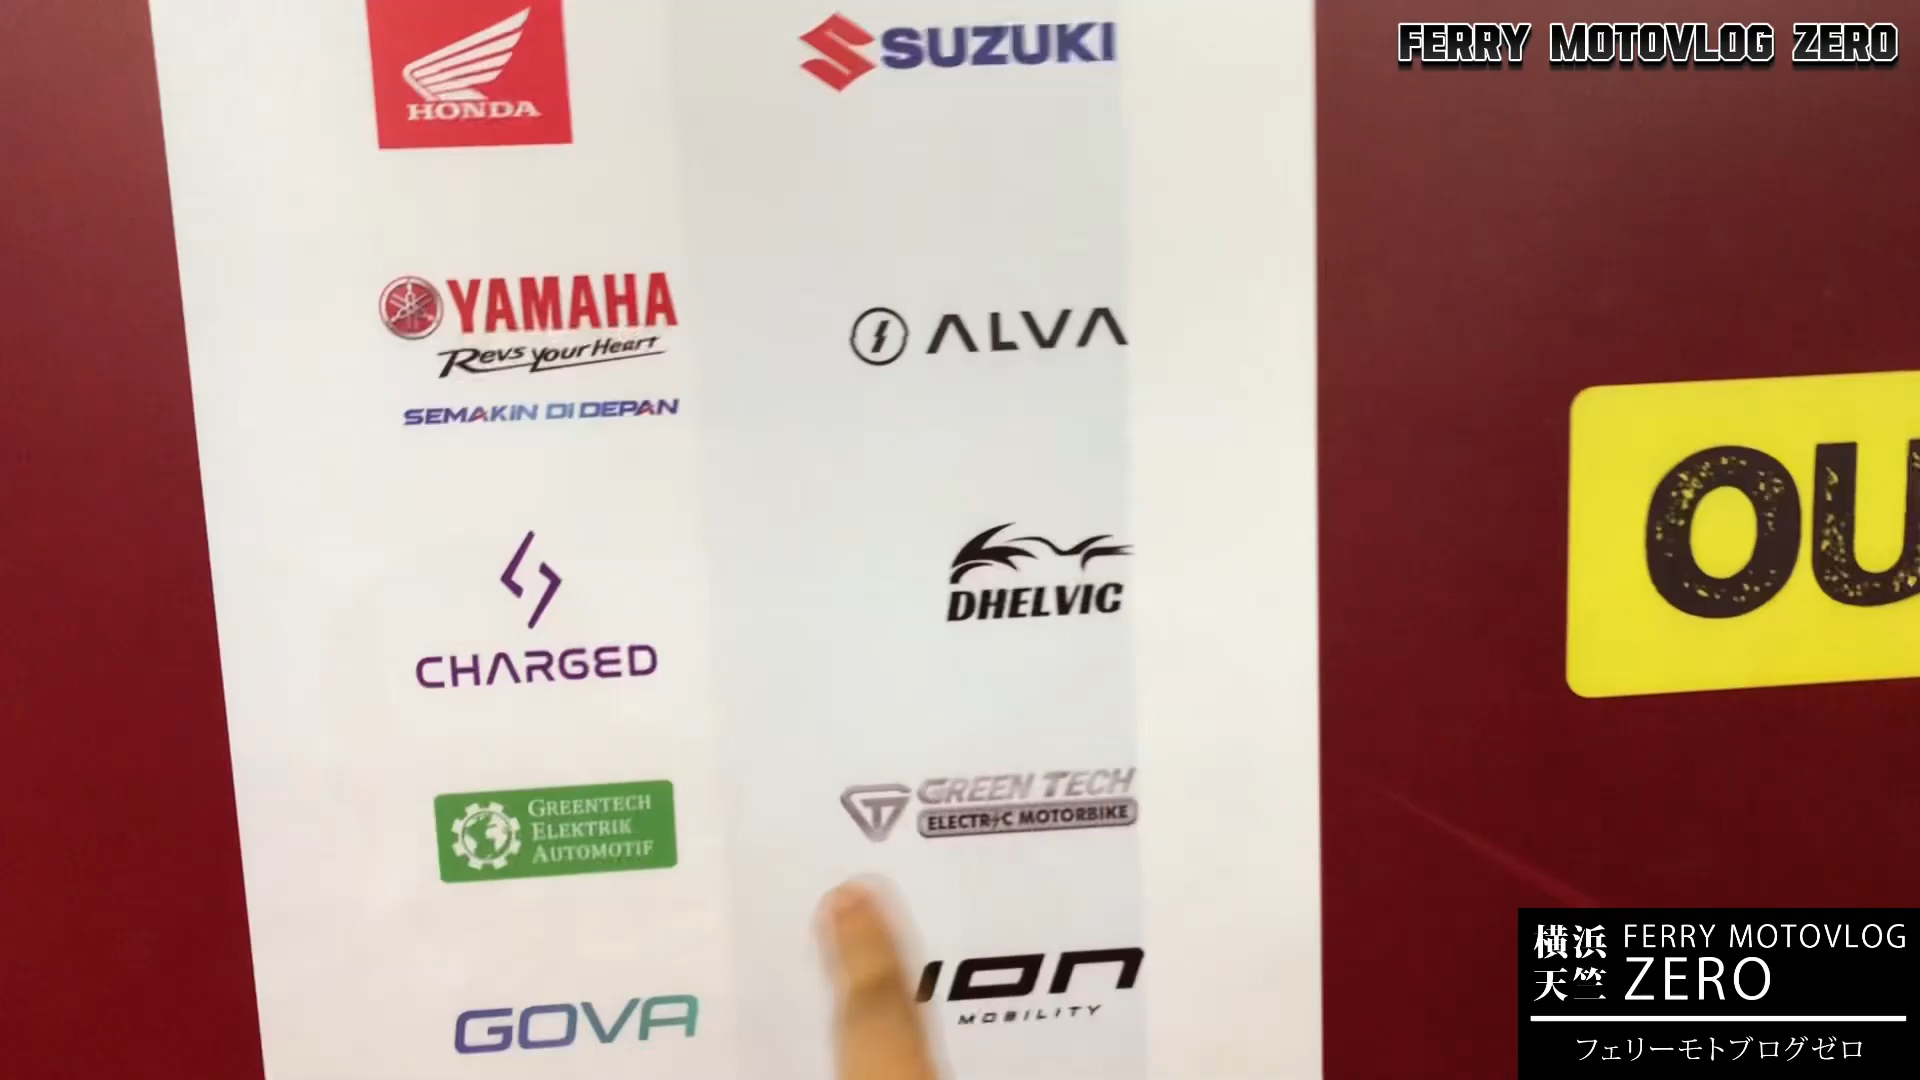 HONDA
SUZUKI
FERRY MOTOVLOG ZERO
YAMAHA
Revs Your Heart
SEMAKIN DI DEPAN
ALVA
CHARGED
DHELVIC
OU
GREENTECH
ELEKTRIK
AUTOMOTIF
GREEN TECH
ELECTRIC MOTORBIKE
GOVA
ION
MOBILITY
横浜
天竺
FERRY MOTOVLOG
ZERO
フェリーモトブログゼロ